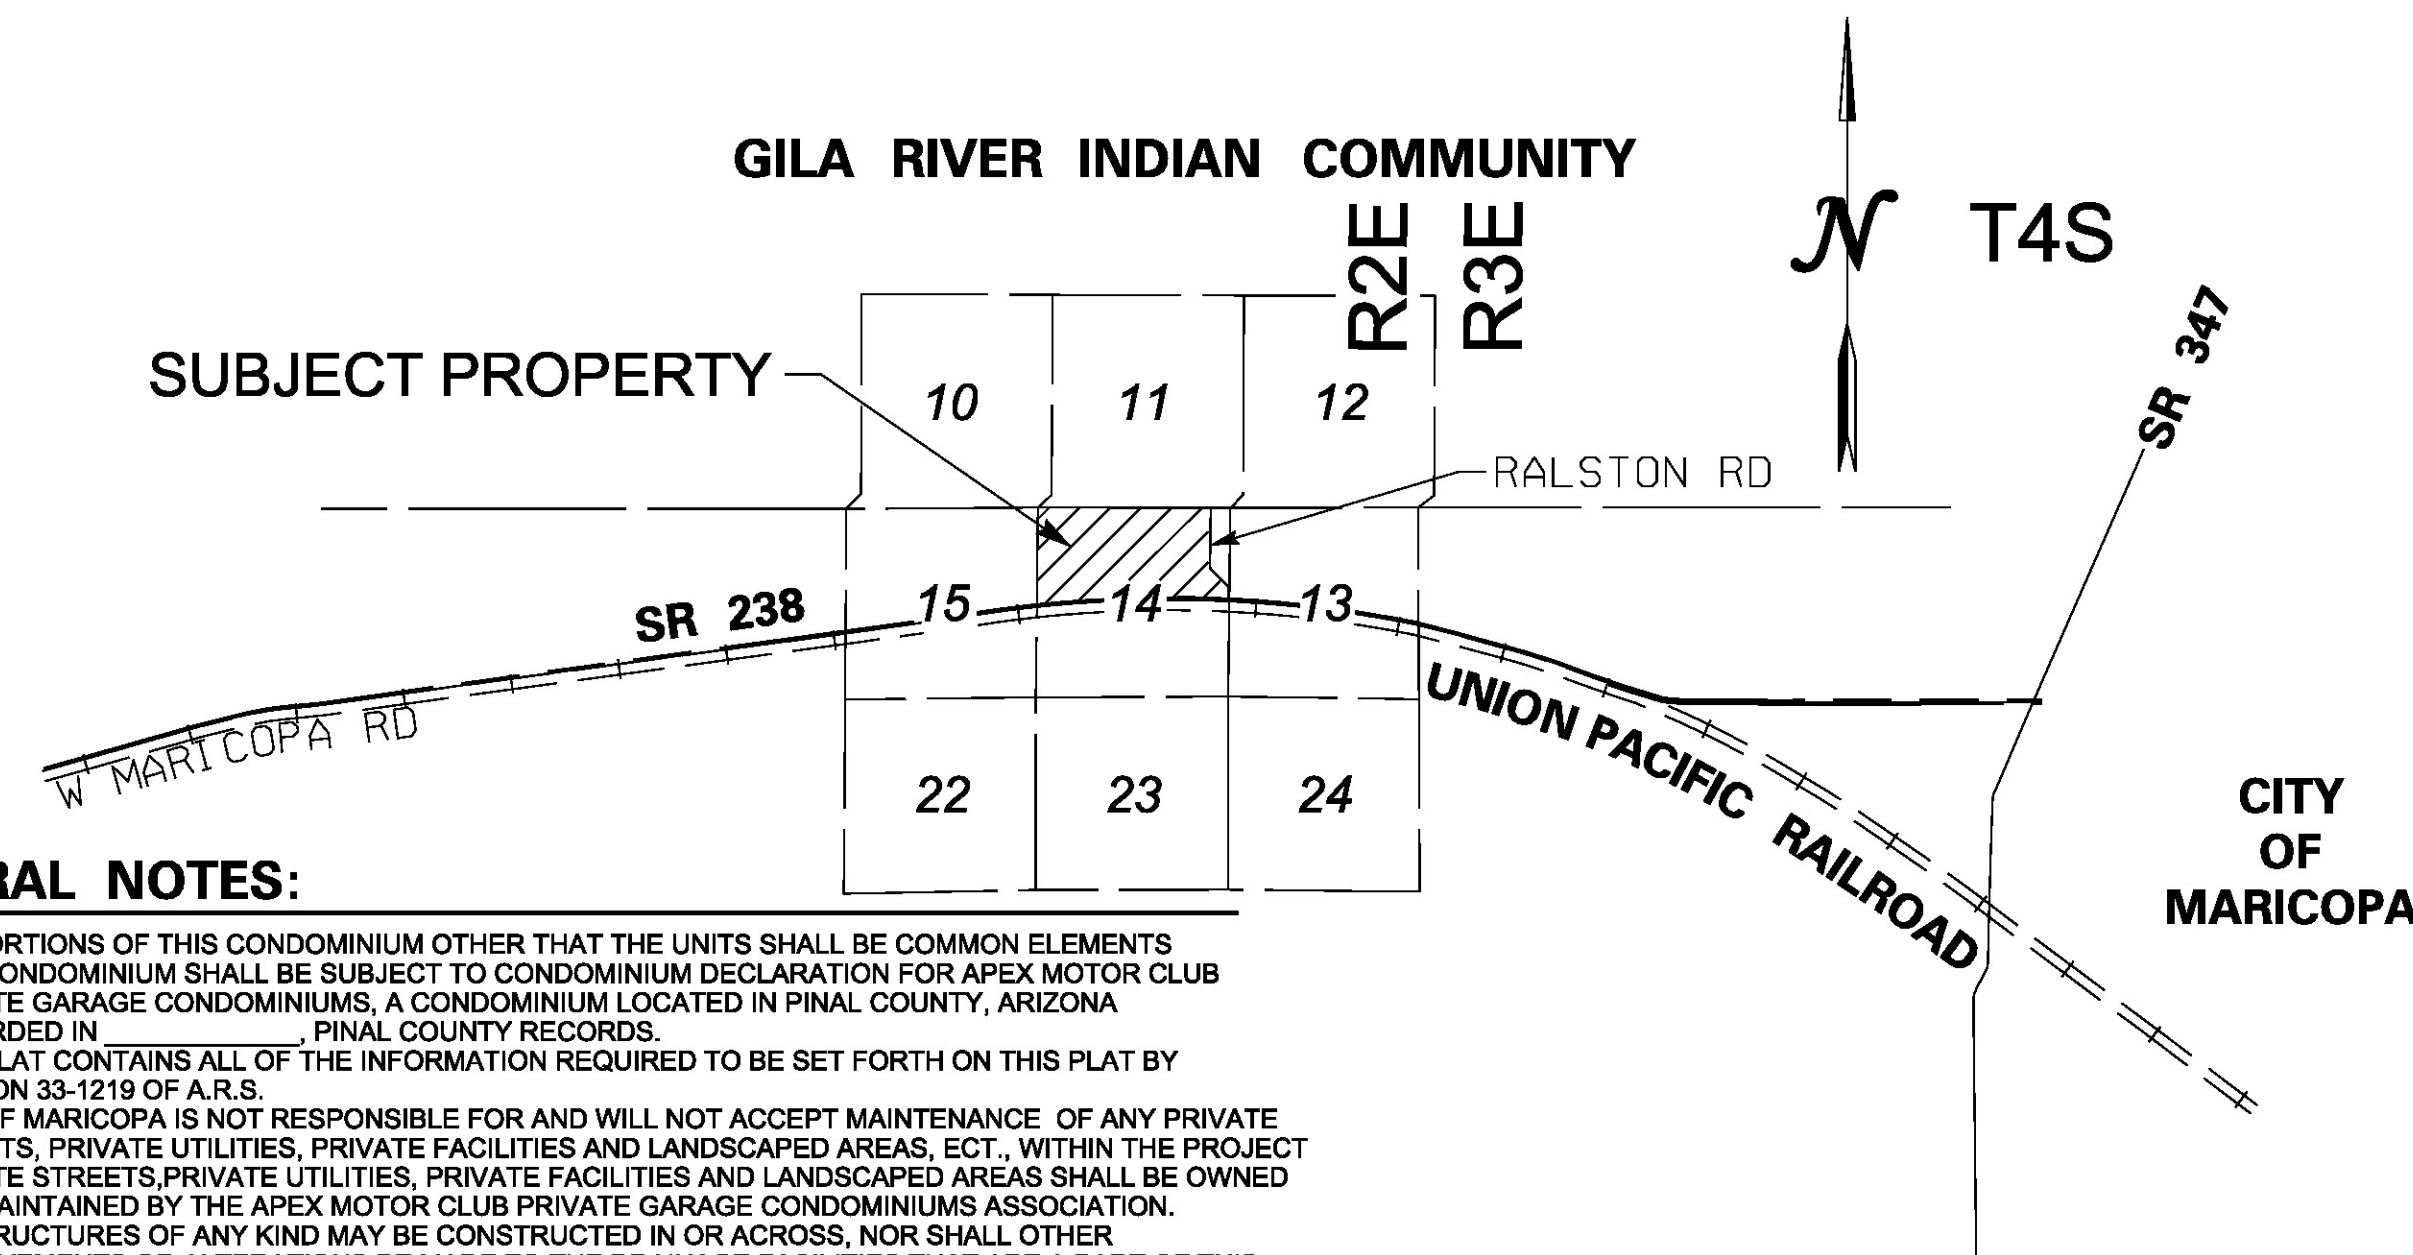 GILA RIVER INDIAN COMMUNITY
R2E
R3E
N
T4S
SR 347
SUBJECT PROPERTY
10 11 12
RALSTON RD
SR 238
15 14 13
W MARICOPA RD
UNION PACIFIC RAILROAD
22 23 24
CITY
OF
MARICOPA
RAL NOTES:
ORTIONS OF THIS CONDOMINIUM OTHER THAT THE UNITS SHALL BE COMMON ELEMENTS
ONDOMINIUM SHALL BE SUBJECT TO CONDOMINIUM DECLARATION FOR APEX MOTOR CLUB
TE GARAGE CONDOMINIUMS, A CONDOMINIUM LOCATED IN PINAL COUNTY, ARIZONA
RDED IN ____________, PINAL COUNTY RECORDS.
LAT CONTAINS ALL OF THE INFORMATION REQUIRED TO BE SET FORTH ON THIS PLAT BY
ON 33-1219 OF A.R.S.
F MARICOPA IS NOT RESPONSIBLE FOR AND WILL NOT ACCEPT MAINTENANCE OF ANY PRIVATE
TS, PRIVATE UTILITIES, PRIVATE FACILITIES AND LANDSCAPED AREAS, ECT., WITHIN THE PROJECT
TE STREETS,PRIVATE UTILITIES, PRIVATE FACILITIES AND LANDSCAPED AREAS SHALL BE OWNED
AINTAINED BY THE APEX MOTOR CLUB PRIVATE GARAGE CONDOMINIUMS ASSOCIATION.
RUCTURES OF ANY KIND MAY BE CONSTRUCTED IN OR ACROSS, NOR SHALL OTHER